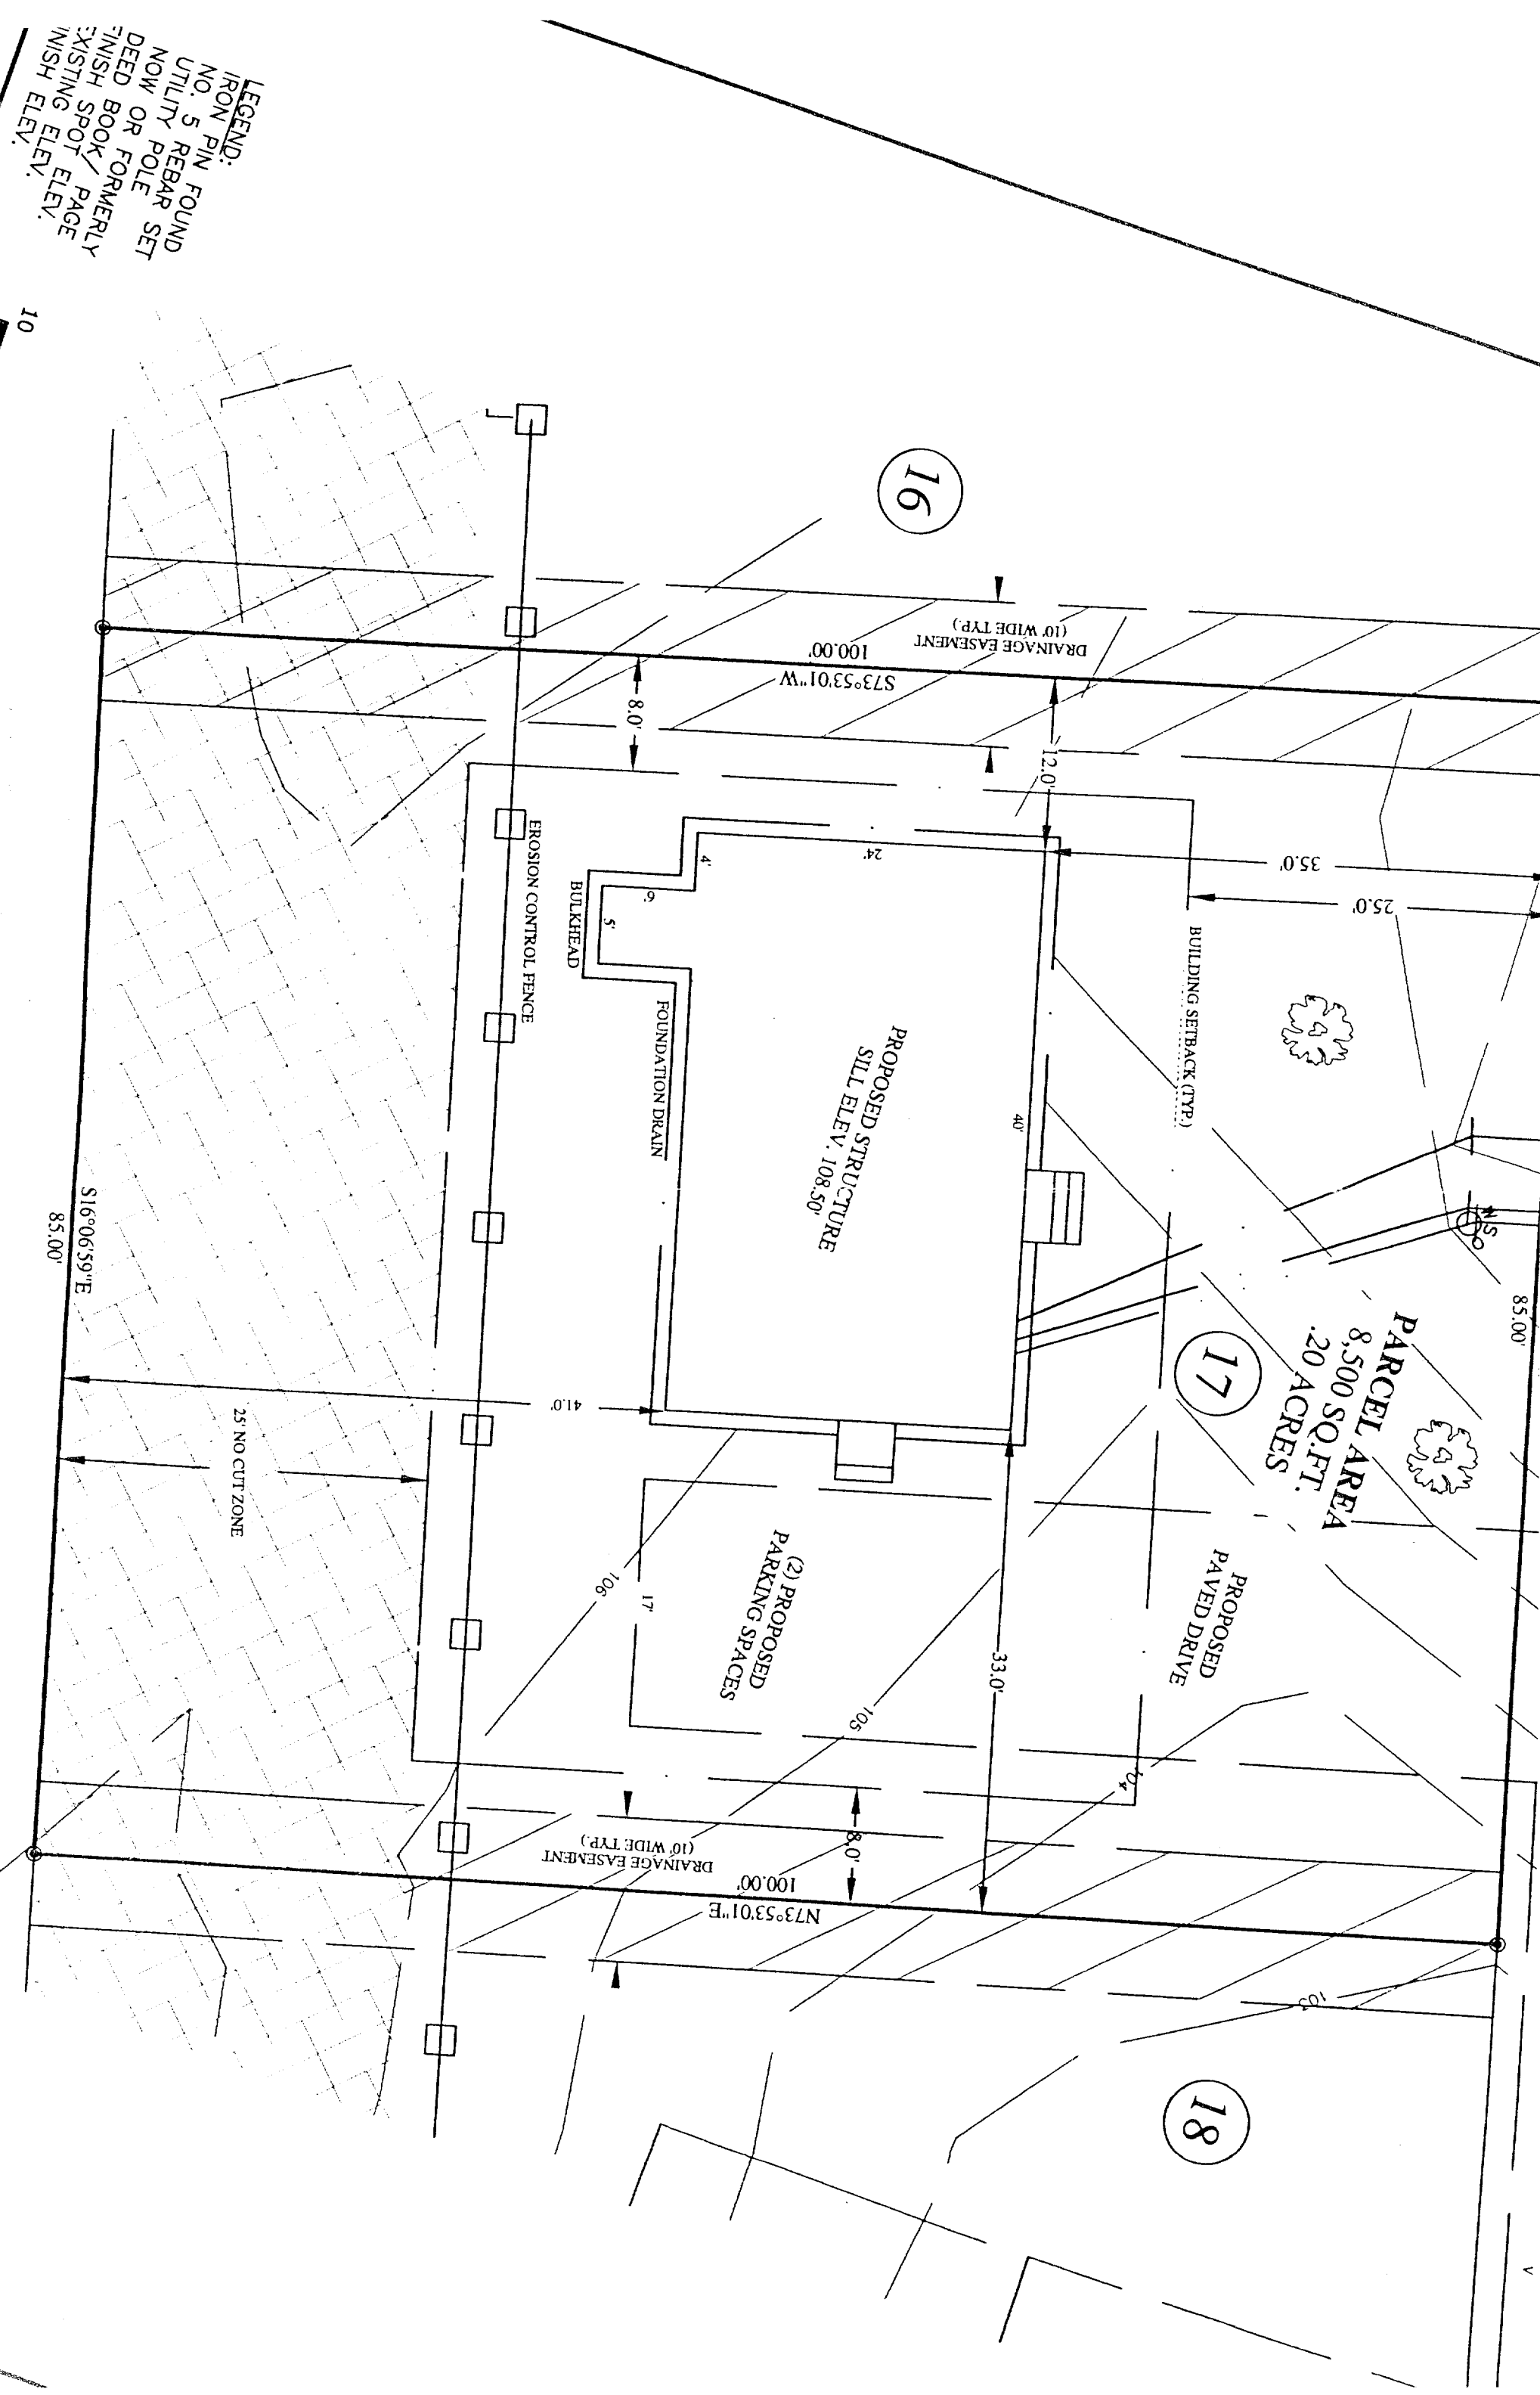 LEGEND:
IRON PIN FOUND
NO. 5 REBAR SET
UTILITY POLE
NOW OR FORMERLY
DEED BOOK/ PAGE
FINISH SPOT ELEV.
EXISTING ELEV.
INISH ELEV.
10
16
DRAINAGE EASEMENT
(10' WIDE TYP.)
100.00'
S73°53'01"W
8.0'
12.0'
35.0'
25.0'
BUILDING SETBACK (TYP.)
24'
4'
6'
5'
BULKHEAD
EROSION CONTROL FENCE
FOUNDATION DRAIN
PROPOSED STRUCTURE
SILL ELEV. 108.50'
40'
W
S
85.00'
PARCEL AREA
8,500 SQ.FT.
.20 ACRES
17
S16°06'59"E
85.00'
41.0'
25' NO CUT ZONE
(2) PROPOSED
PARKING SPACES
17'
106
105
104
103
33.0'
PROPOSED
PAVED DRIVE
8.0'
DRAINAGE EASEMENT
(10' WIDE TYP.)
100.00'
N73°53'01"E
18